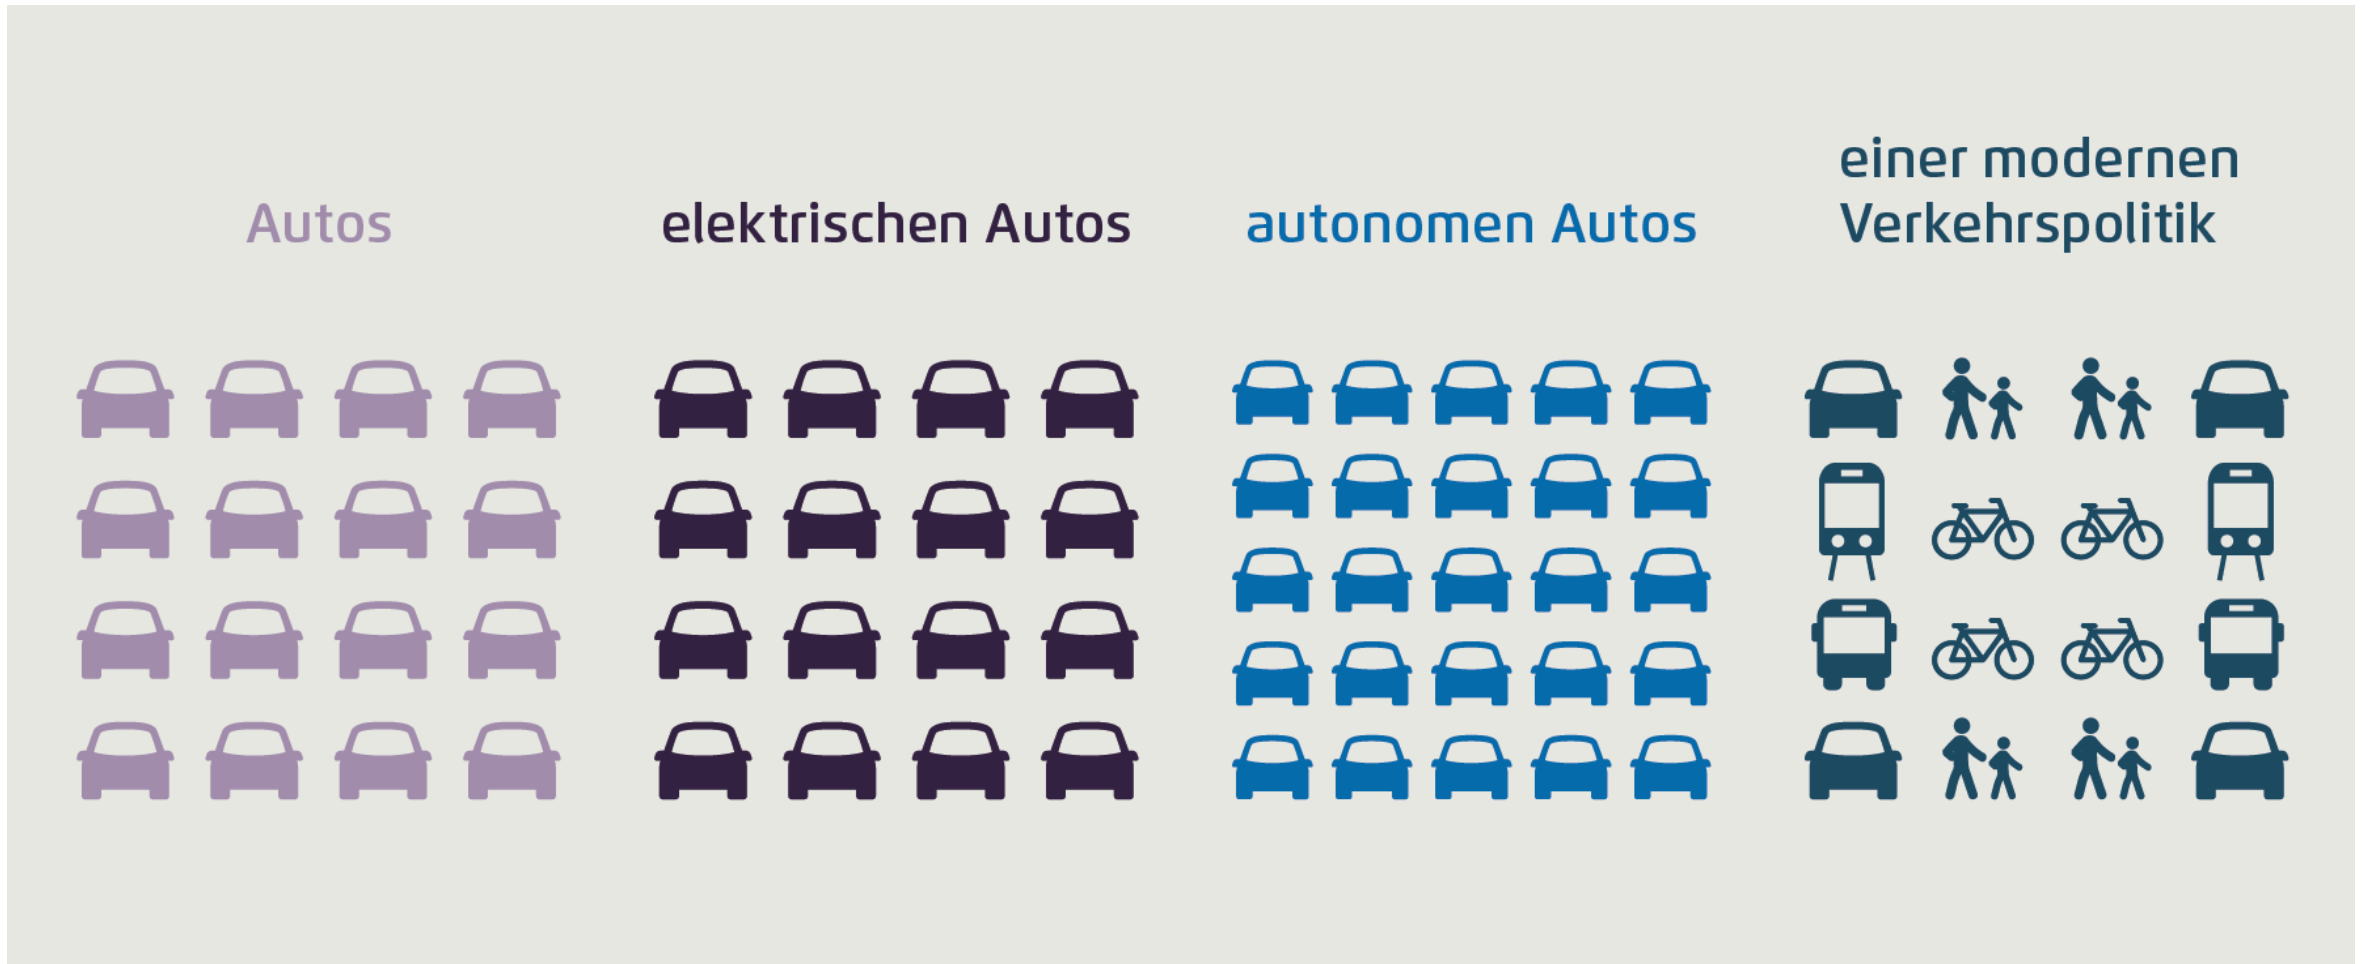 Autos
elektrischen Autos
autonomen Autos
einer modernen
Verkehrspolitik